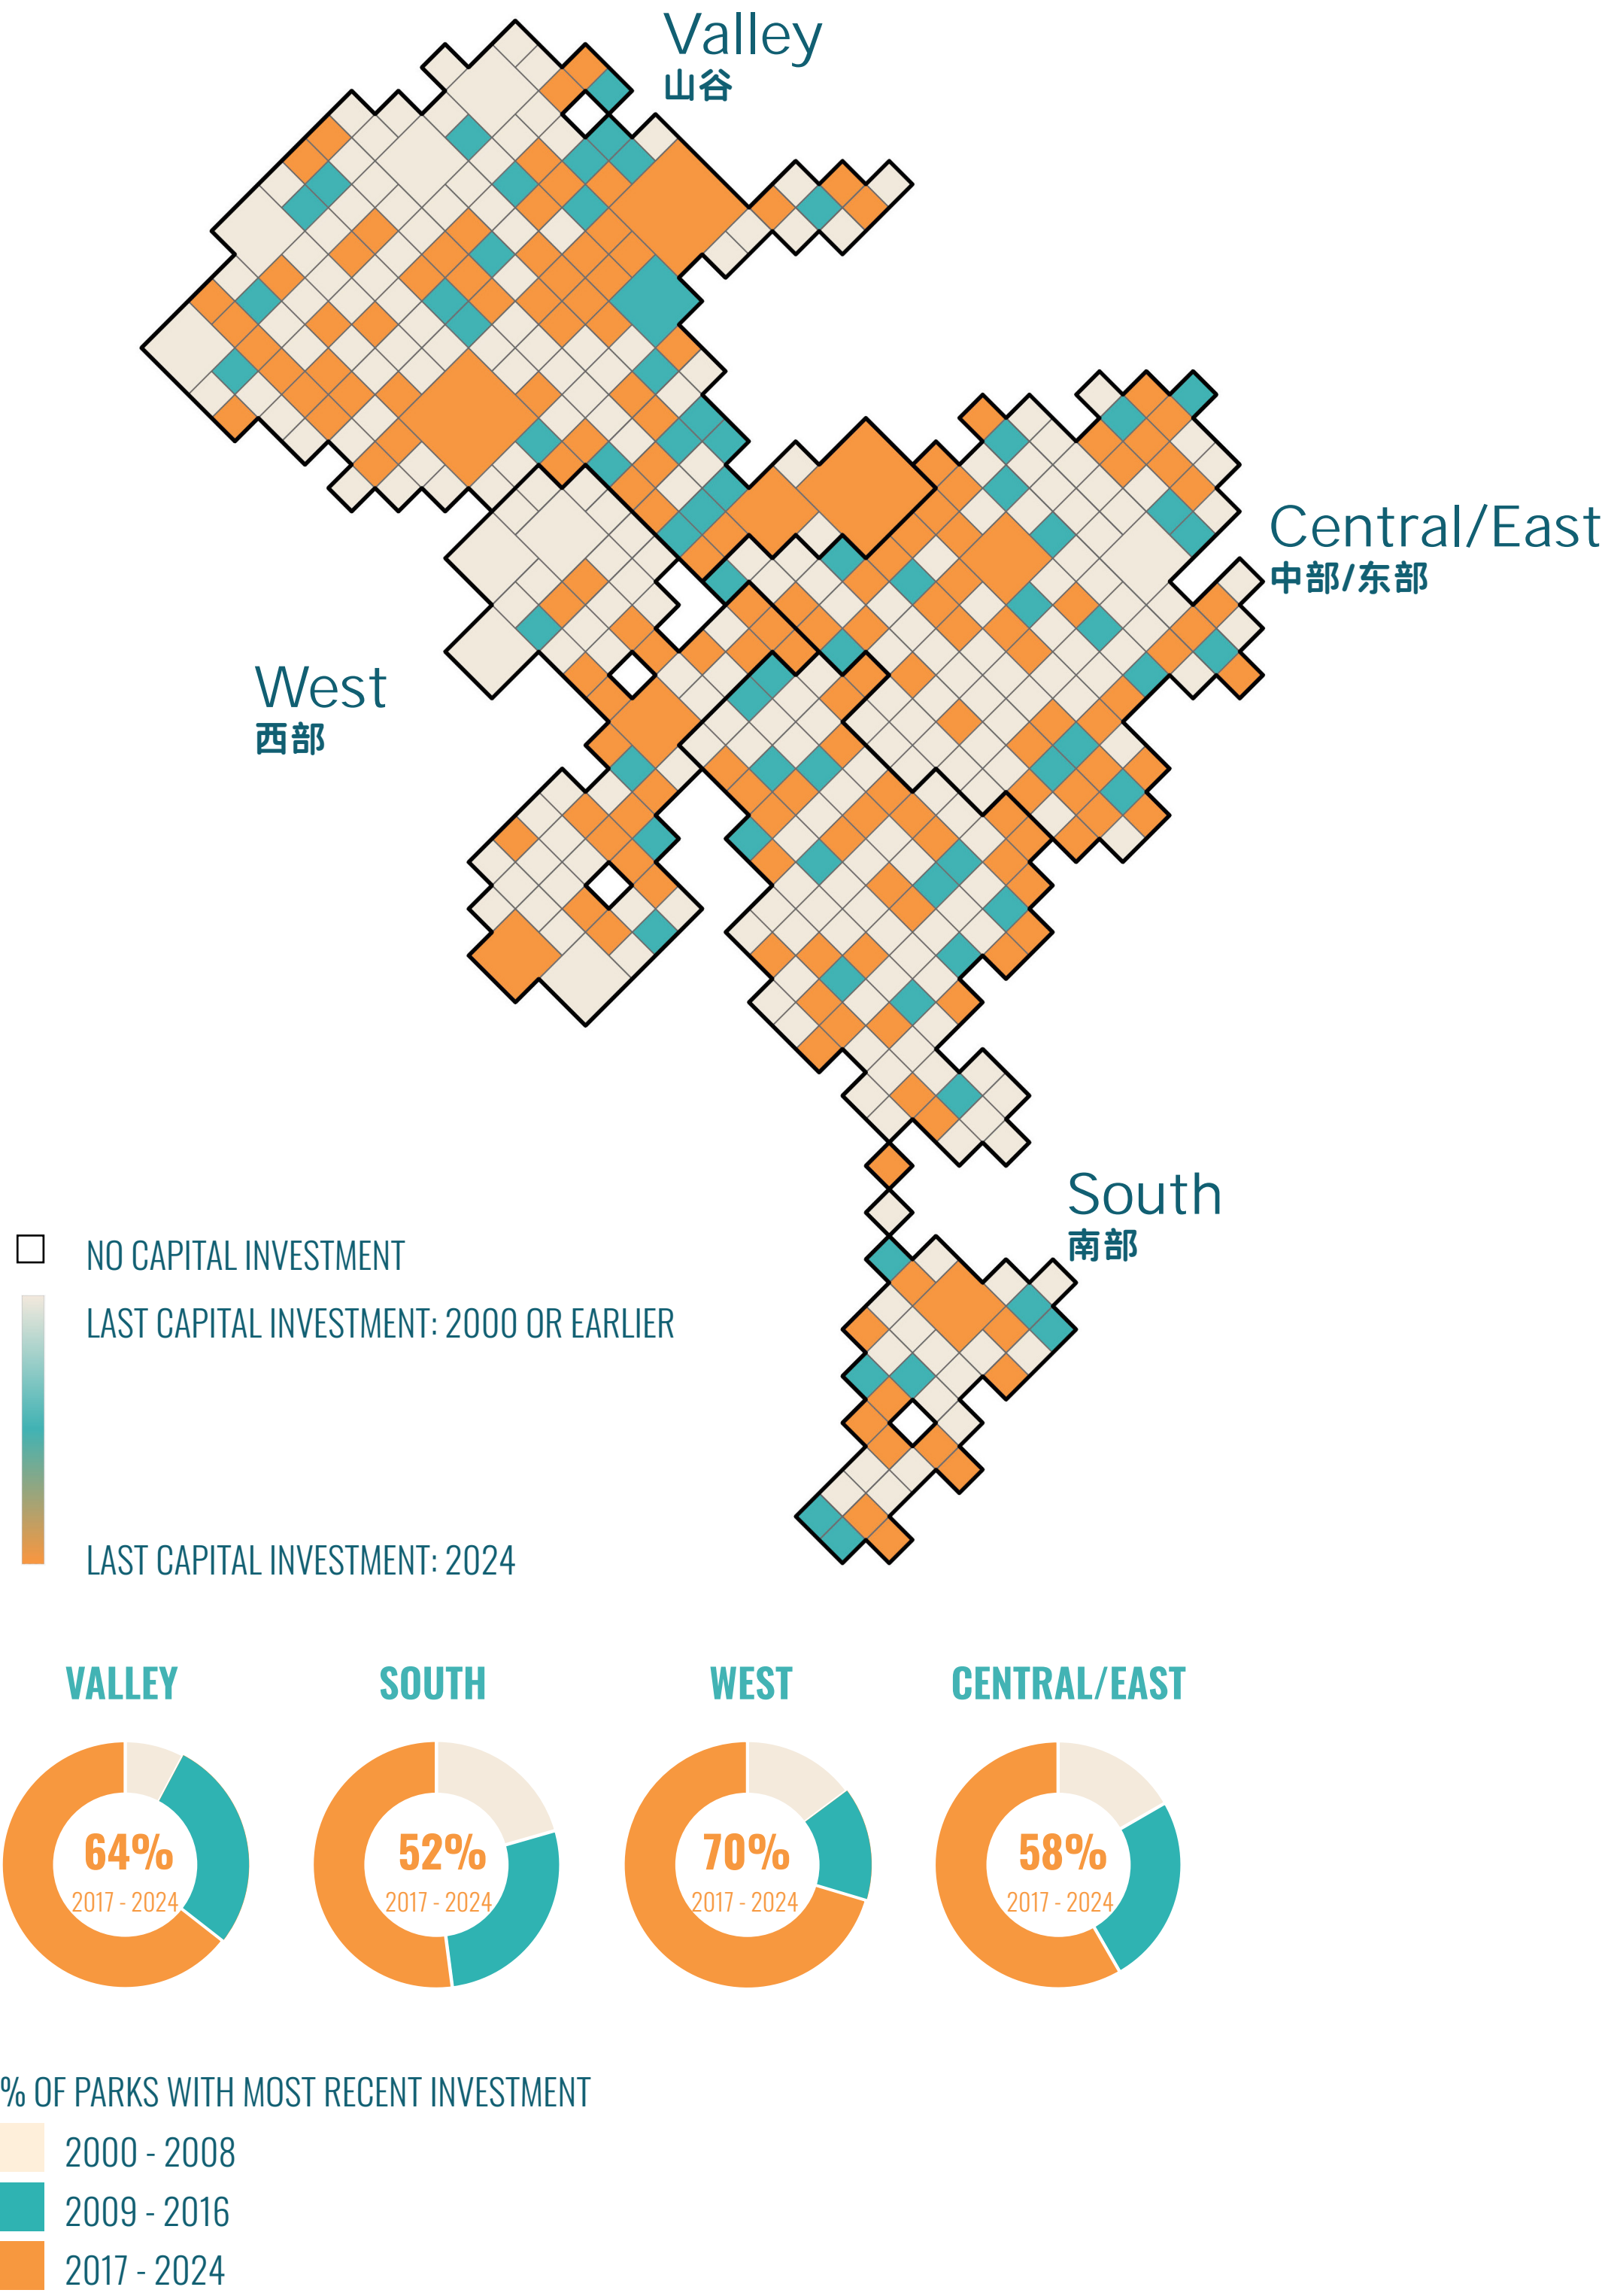 Valley
山谷
Central/East
中部/东部
West
西部
South
南部
NO CAPITAL INVESTMENT
LAST CAPITAL INVESTMENT: 2000 OR EARLIER
LAST CAPITAL INVESTMENT: 2024
VALLEY
SOUTH
WEST
CENTRAL/EAST
64%
2017 - 2024
52%
2017 - 2024
70%
2017 - 2024
58%
2017 - 2024
% OF PARKS WITH MOST RECENT INVESTMENT
2000 - 2008
2009 - 2016
2017 - 2024